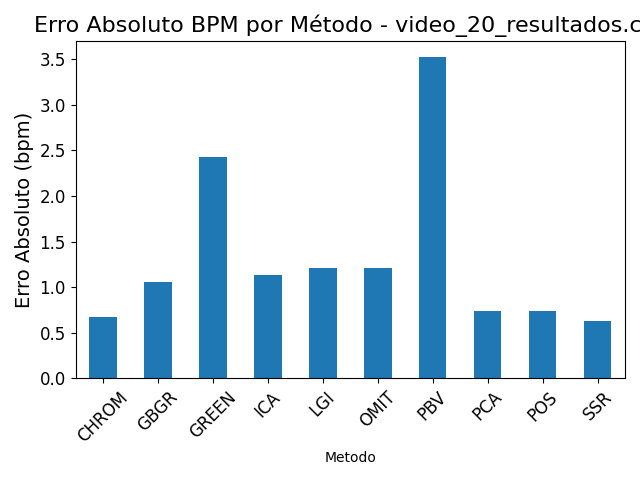 Erro Absoluto BPM por Método - video_20_resultados.c
Erro Absoluto (bpm)
3.5
3.0
2.5
2.0
1.5
1.0
0.5
0.0
CHROM GBGR GREEN ICA LGI OMIT PBV PCA POS SSR
Metodo